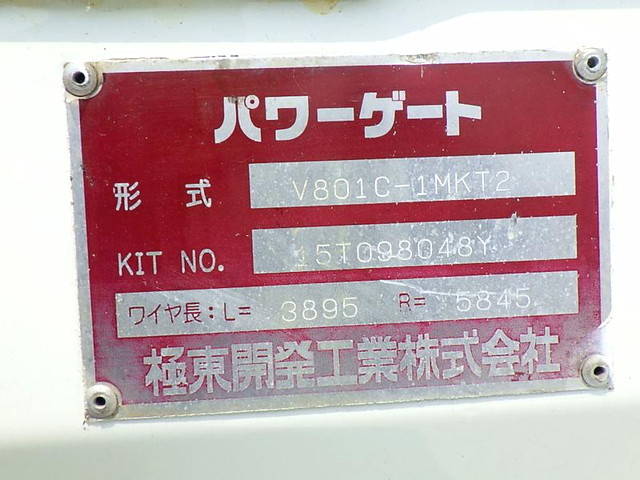 パワーゲート
形式 V801C-1MKT2
KIT NO. 15T098048Y
ワイヤ長：L= 3895 R= 5845
極東開発工業株式会社